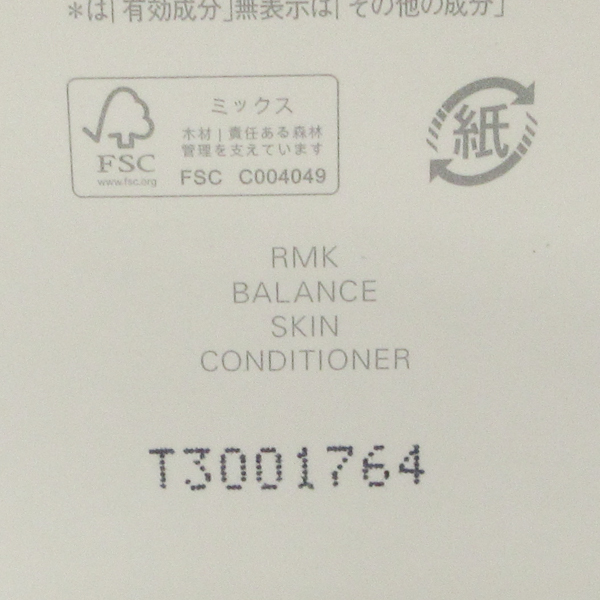 *は「有効成分」無表示は「その他の成分」
ミックス
木材|責任ある森林
管理を支えています
FSC
www.fsc.org
FSC C004049
紙
RMK
BALANCE
SKIN
CONDITIONER
T3001764